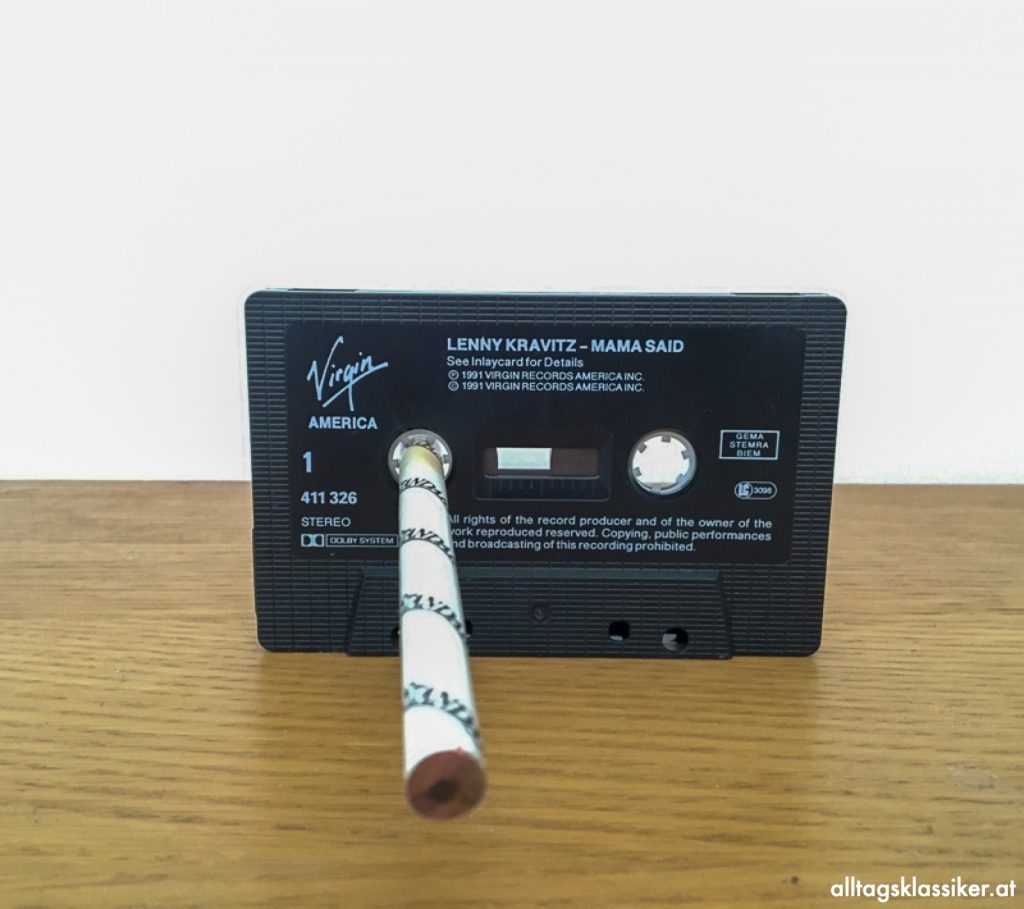 Virgin
AMERICA
1
411 326
STEREO
DOLBY SYSTEM
LENNY KRAVITZ – MAMA SAID
See Inlaycard for Details
℗ 1991 VIRGIN RECORDS AMERICA INC.
© 1991 VIRGIN RECORDS AMERICA INC.
GEMA
STEMRA
BIEM
LC 3098
All rights of the record producer and of the owner of the
work reproduced reserved. Copying, public performances
and broadcasting of this recording prohibited.
alltagsklassiker.at